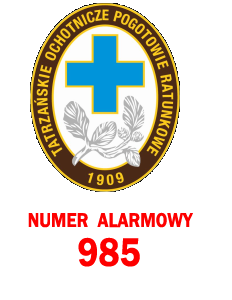 TATRZAŃSKIE OCHOTNICZE POGOTOWIE RATUNKOWE
1909
NUMER ALARMOWY
985